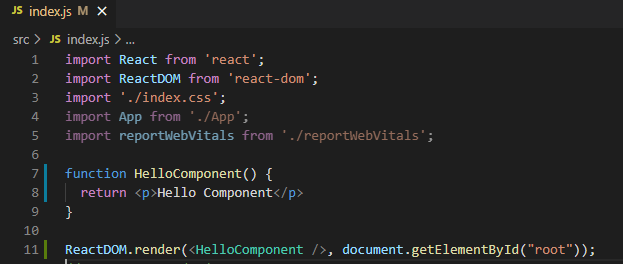 JS index.js M ×
src > JS index.js > ...
1 import React from 'react';
2 import ReactDOM from 'react-dom';
3 import './index.css';
4 import App from './App';
5 import reportWebVitals from './reportWebVitals';
6
7 function HelloComponent() {
8 return <p>Hello Component</p>
9 }
10
11 ReactDOM.render(<HelloComponent />, document.getElementById("root"));